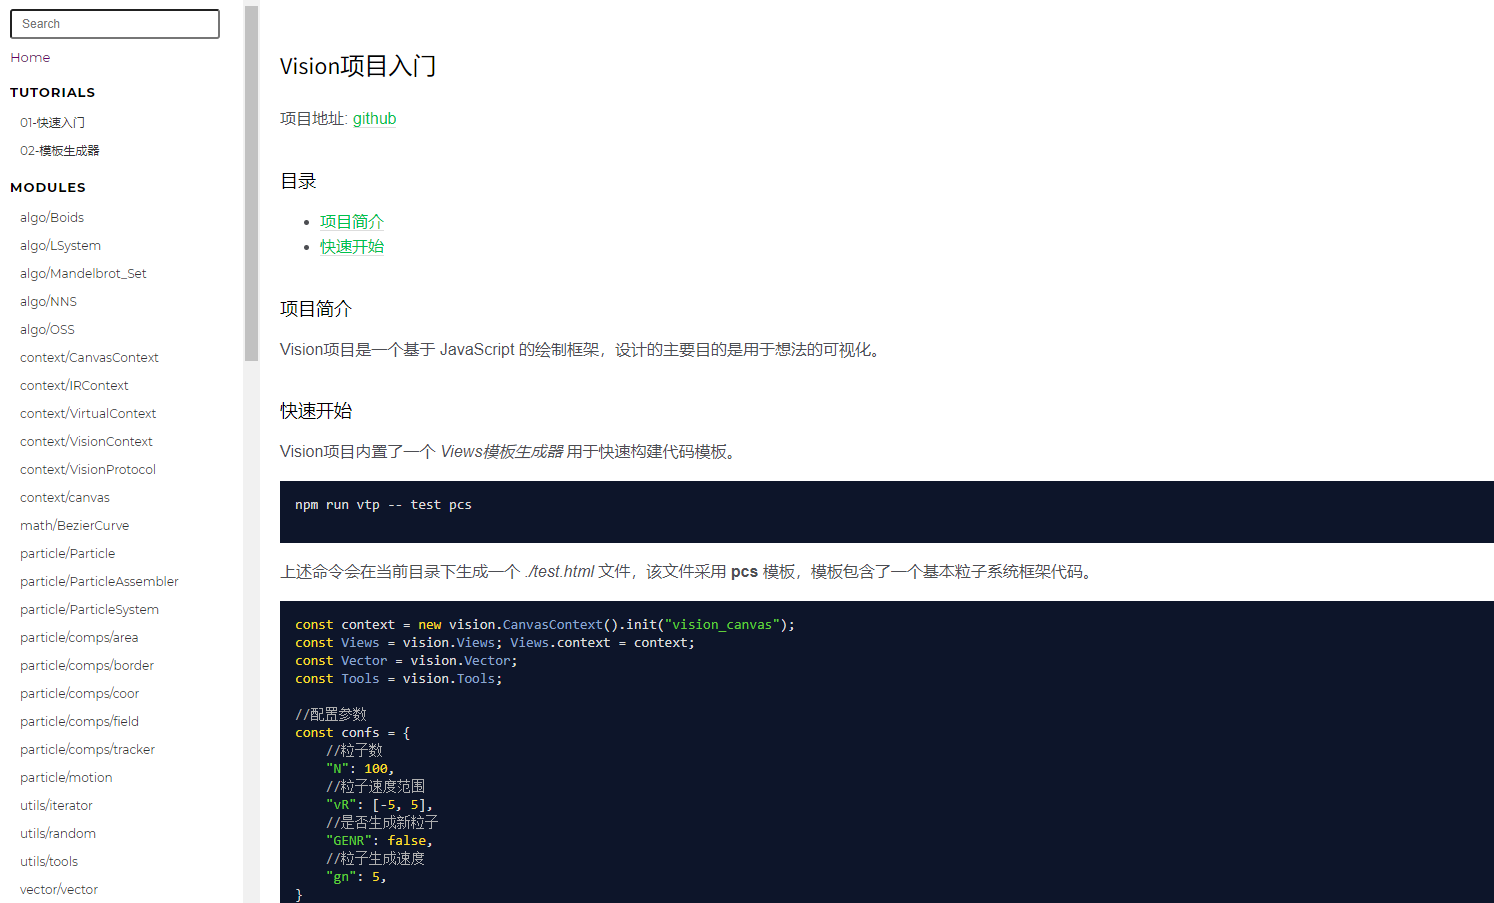 Search
Home
TUTORIALS
01-快速入门
02-模板生成器
MODULES
algo/Boids
algo/LSystem
algo/Mandelbrot_Set
algo/NNS
algo/OSS
context/CanvasContext
context/IRContext
context/VirtualContext
context/VisionContext
context/VisionProtocol
context/canvas
math/BezierCurve
particle/Particle
particle/ParticleAssembler
particle/ParticleSystem
particle/comps/area
particle/comps/border
particle/comps/coor
particle/comps/field
particle/comps/tracker
particle/motion
utils/iterator
utils/random
utils/tools
vector/vector
Vision项目入门
项目地址: github
目录
• 项目简介
• 快速开始
项目简介
Vision项目是一个基于 JavaScript 的绘制框架，设计的主要目的是用于想法的可视化。
快速开始
Vision项目内置了一个 Views模板生成器 用于快速构建代码模板。
npm run vtp -- test pcs
上述命令会在当前目录下生成一个 ./test.html 文件，该文件采用 pcs 模板，模板包含了一个基本粒子系统框架代码。
const context = new vision.CanvasContext().init("vision_canvas");
const Views = vision.Views; Views.context = context;
const Vector = vision.Vector;
const Tools = vision.Tools;
//配置参数
const confs = {
    //粒子数
    "N": 100,
    //粒子速度范围
    "vR": [-5, 5],
    //是否生成新粒子
    "GENR": false,
    //粒子生成速度
    "gn": 5,
}